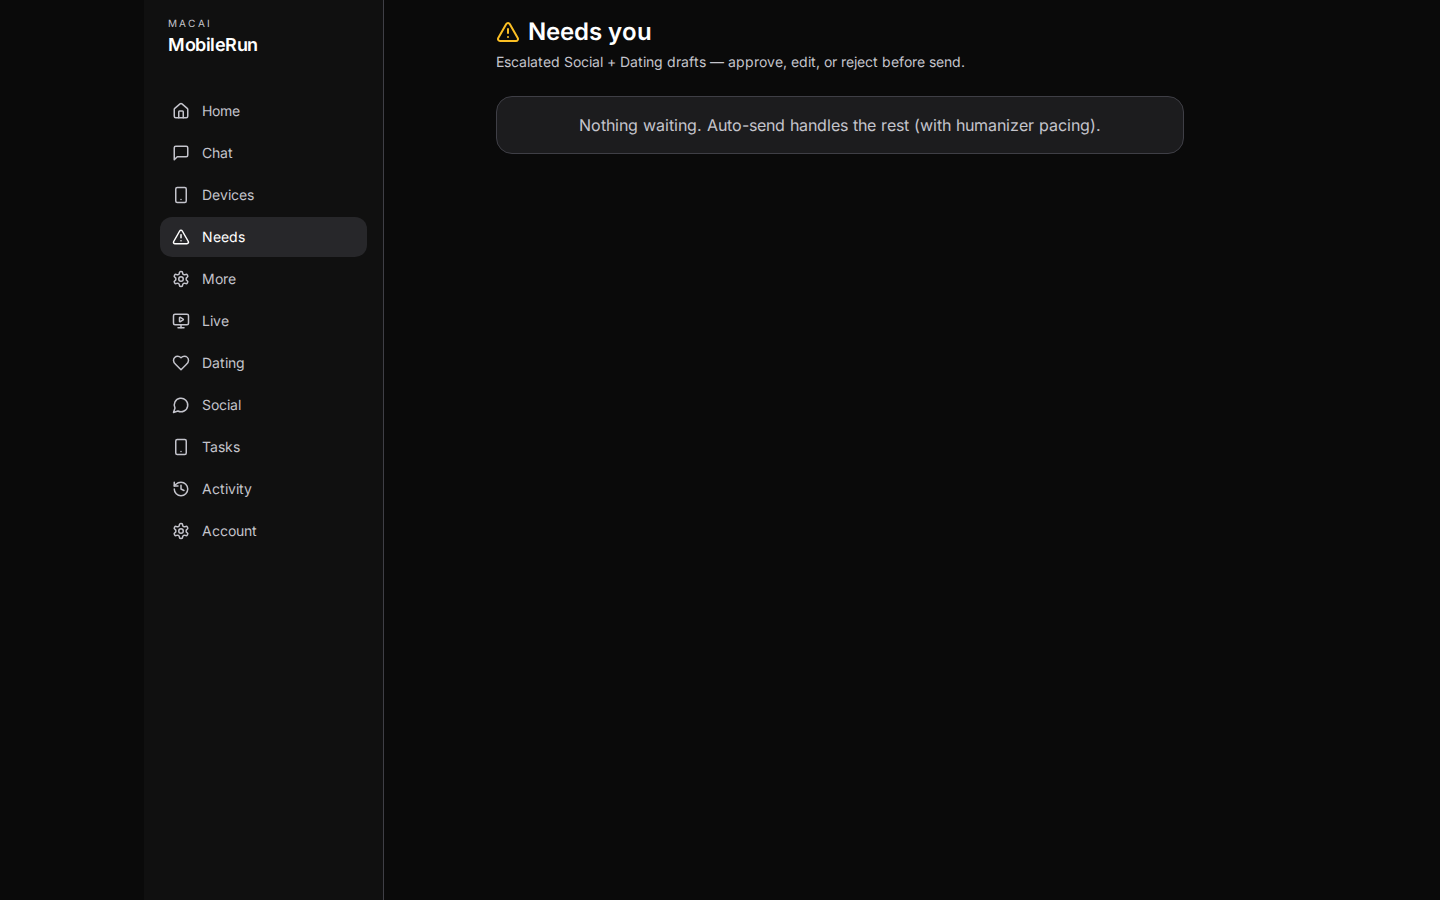 MACAI
MobileRun
Home
Chat
Devices
Needs
More
Live
Dating
Social
Tasks
Activity
Account
Needs you
Escalated Social + Dating drafts — approve, edit, or reject before send.
Nothing waiting. Auto-send handles the rest (with humanizer pacing).